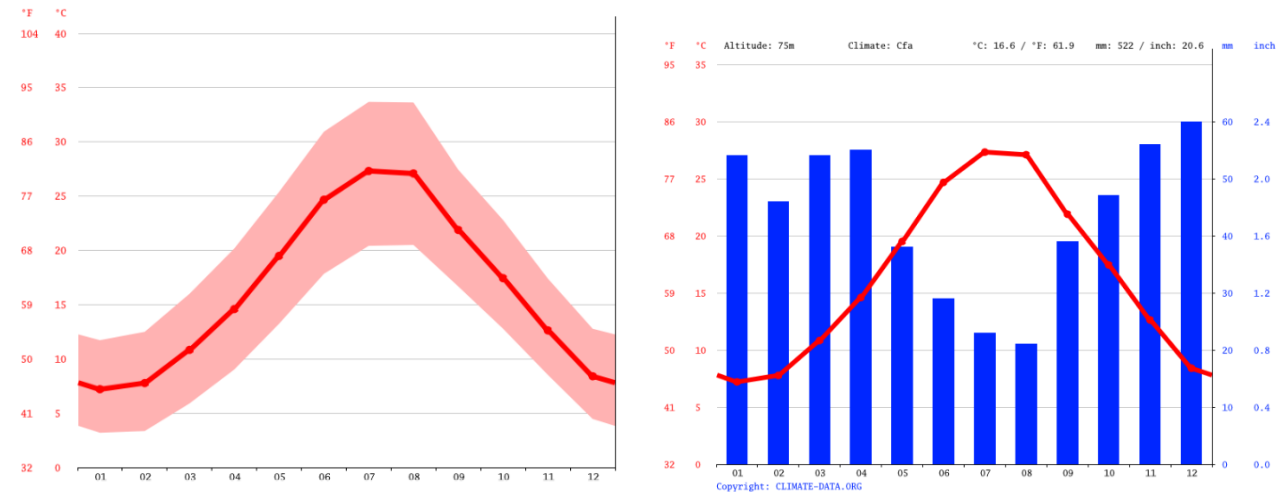 °F °C
104 40
95 35
86 30
77 25
68 20
59 15
50 10
41 5
32 0
01 02 03 04 05 06 07 08 09 10 11 12
°F °C Altitude: 75m Climate: Cfa °C: 16.6 / °F: 61.9 mm: 522 / inch: 20.6 mm inch
95 35
86 30 60 2.4
77 25 50 2.0
68 20 40 1.6
59 15 30 1.2
50 10 20 0.8
41 5 10 0.4
32 0 0 0.0
01 02 03 04 05 06 07 08 09 10 11 12
Copyright: CLIMATE-DATA.ORG